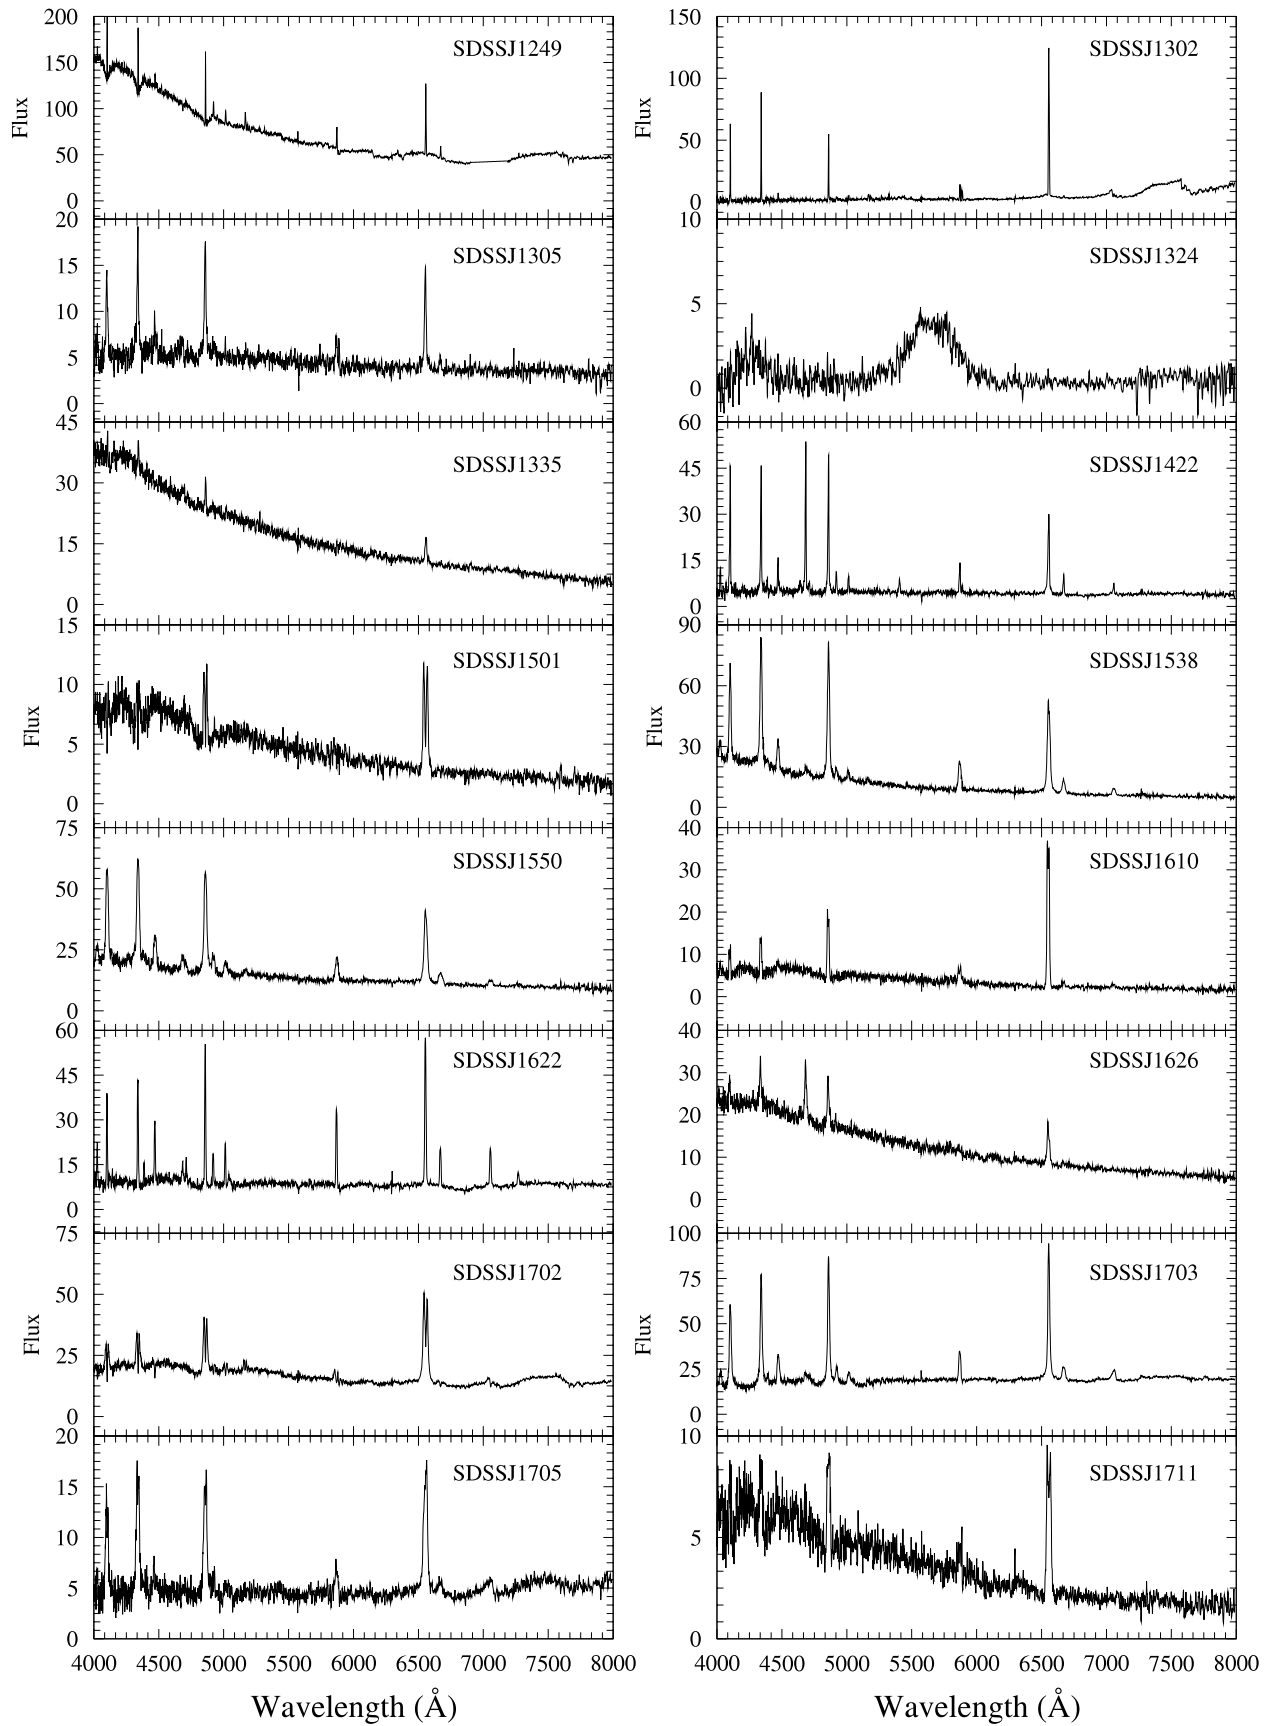 200
150
SDSSJ1249
SDSSJ1302
150
100
Flux
Flux
100
50
50
0
0
20
10
SDSSJ1305
SDSSJ1324
15
5
10
5
0
0
45
60
SDSSJ1335
SDSSJ1422
45
30
30
15
15
0
0
15
90
SDSSJ1501
SDSSJ1538
10
60
Flux
Flux
5
30
0
0
75
40
SDSSJ1550
SDSSJ1610
50
30
20
25
10
0
0
60
40
SDSSJ1622
SDSSJ1626
45
30
30
20
15
10
0
0
75
100
SDSSJ1702
SDSSJ1703
50
75
Flux
Flux
50
25
25
0
0
20
10
SDSSJ1705
SDSSJ1711
15
10
5
5
0
0
4000 4500 5000 5500 6000 6500 7000 7500 8000
4000 4500 5000 5500 6000 6500 7000 7500 8000
Wavelength (Å)
Wavelength (Å)